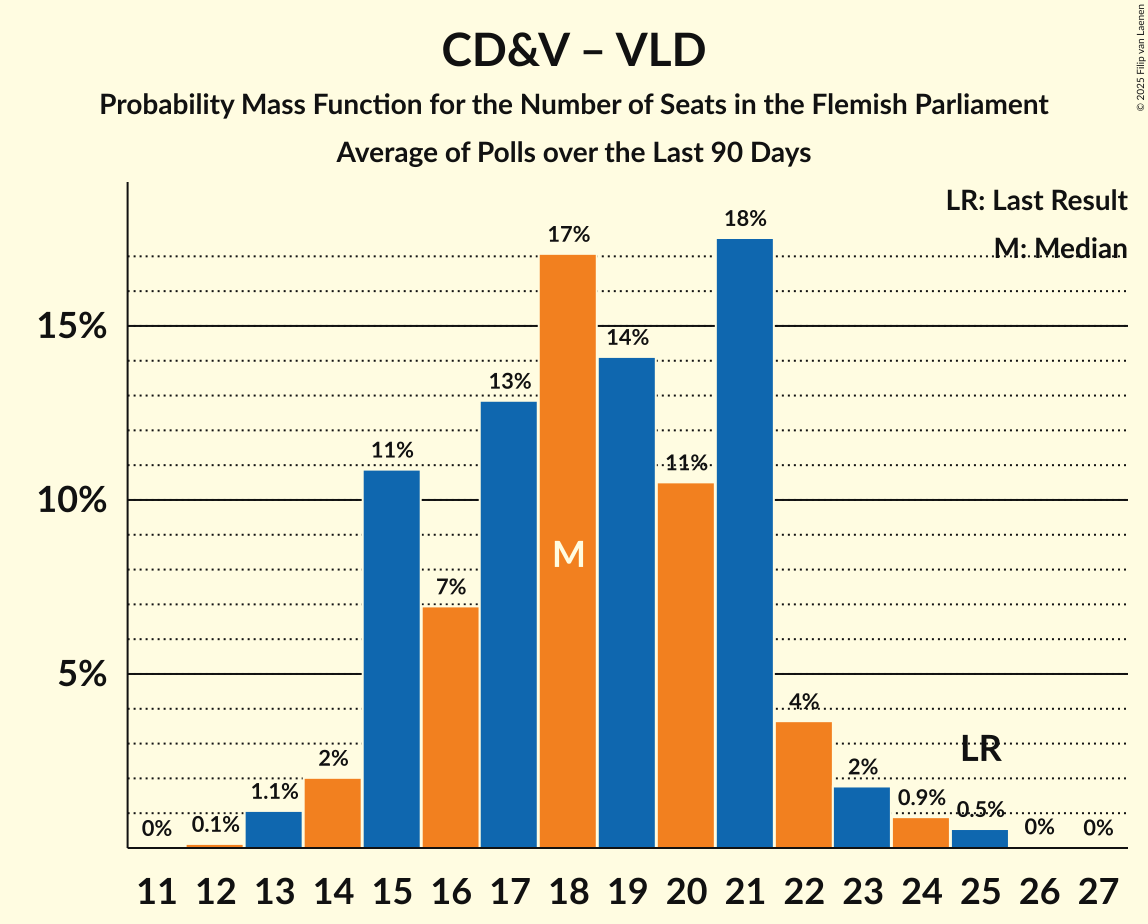 CD&V – VLD
Probability Mass Function for the Number of Seats in the Flemish Parliament
Average of Polls over the Last 90 Days
© 2025 Filip van Laenen
LR: Last Result
M: Median
18%
17%
15%
14%
13%
11%
11%
10%
M
7%
5%
4%
LR
2%
2%
1.1%
0.9%
0.5%
0%
0.1%
0%
0%
11 12 13 14 15 16 17 18 19 20 21 22 23 24 25 26 27